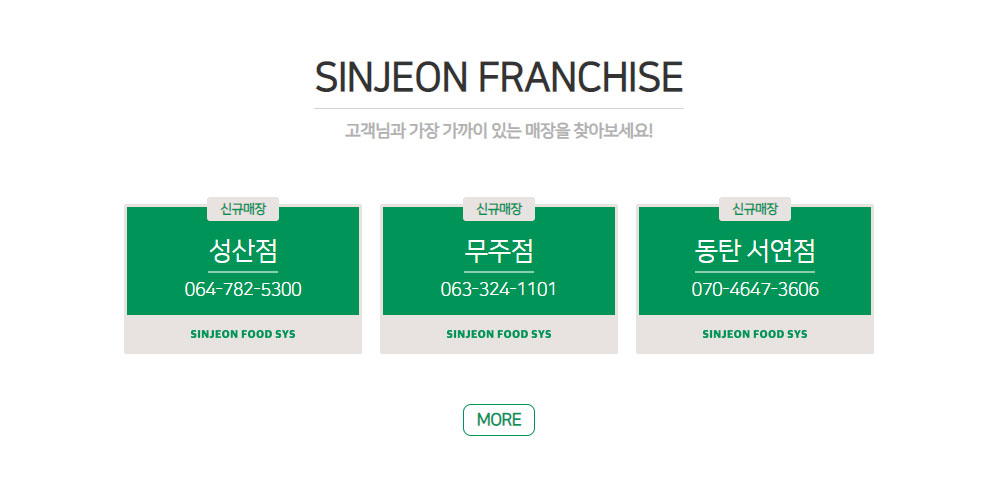 SINJEON FRANCHISE
고객님과 가장 가까이 있는 매장을 찾아보세요!
신규매장
성산점
064-782-5300
SINJEON FOOD SYS
신규매장
무주점
063-324-1101
SINJEON FOOD SYS
신규매장
동탄 서연점
070-4647-3606
SINJEON FOOD SYS
MORE